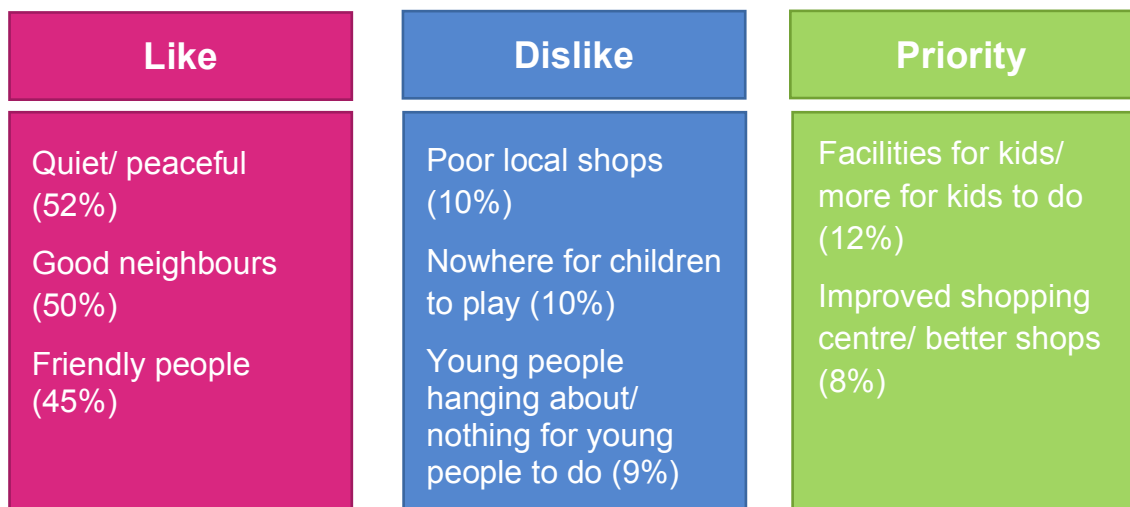 Like
Quiet/ peaceful
(52%)
Good neighbours
(50%)
Friendly people
(45%)
Dislike
Poor local shops
(10%)
Nowhere for children
to play (10%)
Young people
hanging about/
nothing for young
people to do (9%)
Priority
Facilities for kids/
more for kids to do
(12%)
Improved shopping
centre/ better shops
(8%)